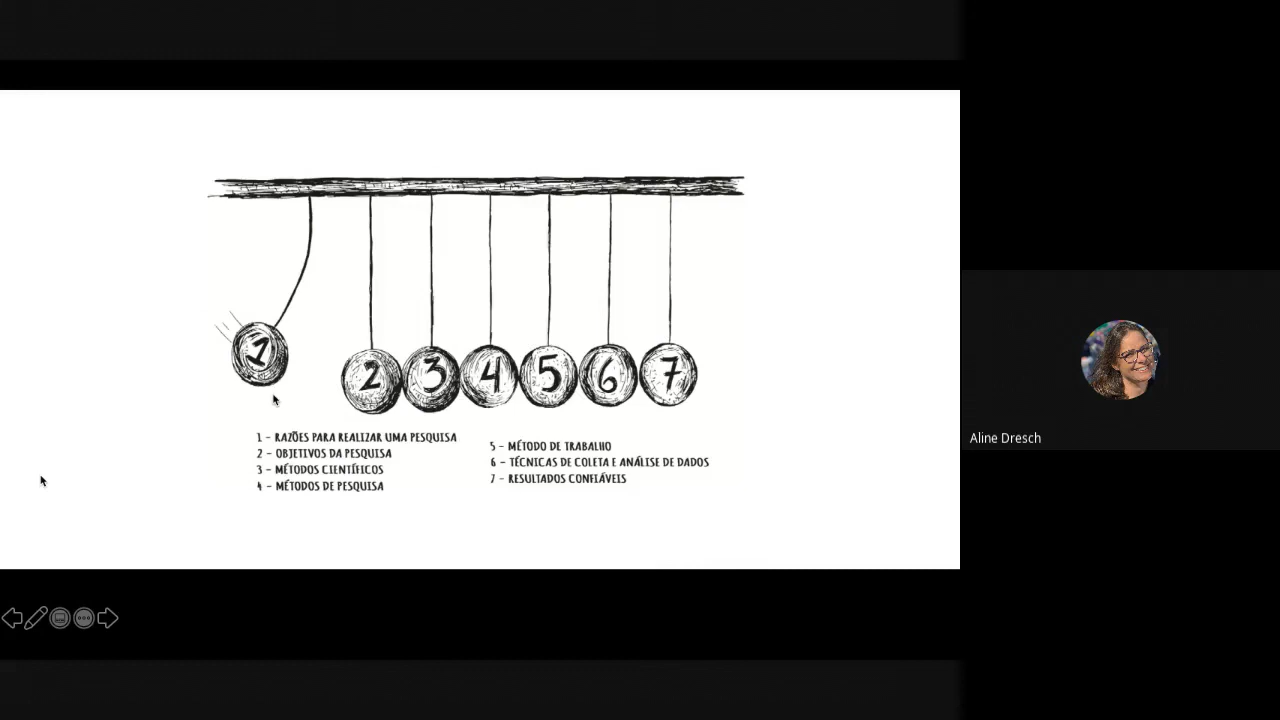 1
2
3
4
5
6
7
1 - RAZÕES PARA REALIZAR UMA PESQUISA
2 - OBJETIVOS DA PESQUISA
3 - MÉTODOS CIENTÍFICOS
4 - MÉTODOS DE PESQUISA
5 - MÉTODO DE TRABALHO
6 - TÉCNICAS DE COLETA E ANÁLISE DE DADOS
7 - RESULTADOS CONFIÁVEIS
Aline Dresch